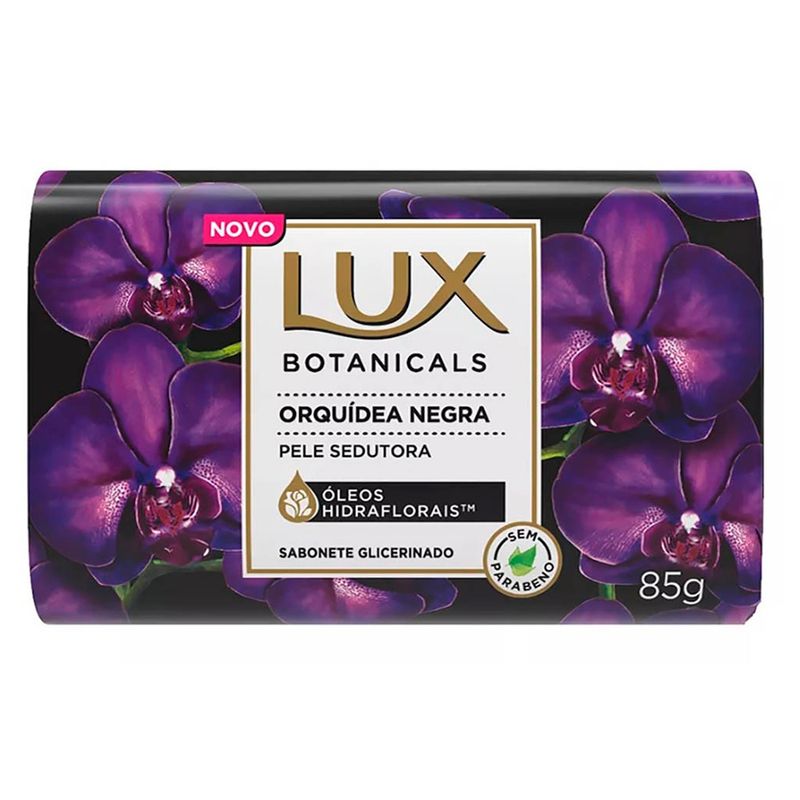 NOVO
LUX
BOTANICALS
ORQUÍDEA NEGRA
PELE SEDUTORA
ÓLEOS
HIDRAFLORAIS™
SABONETE GLICERINADO
SEM
PARABENO
85g